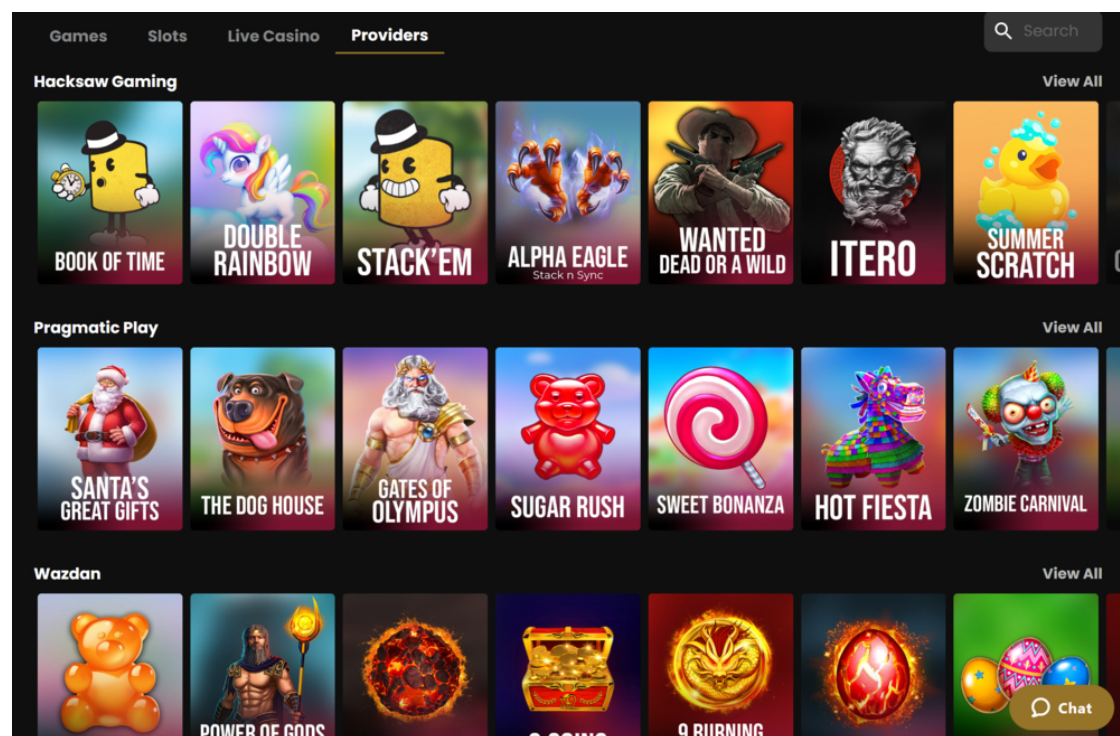 Games Slots Live Casino Providers Search
Hacksaw Gaming View All
BOOK OF TIME
DOUBLE
RAINBOW
STACK'EM
ALPHA EAGLE
Stack n Sync
WANTED
DEAD OR A WILD
ITERO
SUMMER
SCRATCH
Pragmatic Play View All
SANTA'S
GREAT GIFTS
THE DOG HOUSE
GATES OF
OLYMPUS
SUGAR RUSH
SWEET BONANZA
HOT FIESTA
ZOMBIE CARNIVAL
Wazdan View All
POWER OF GODS
COINS
9 BURNING
Chat